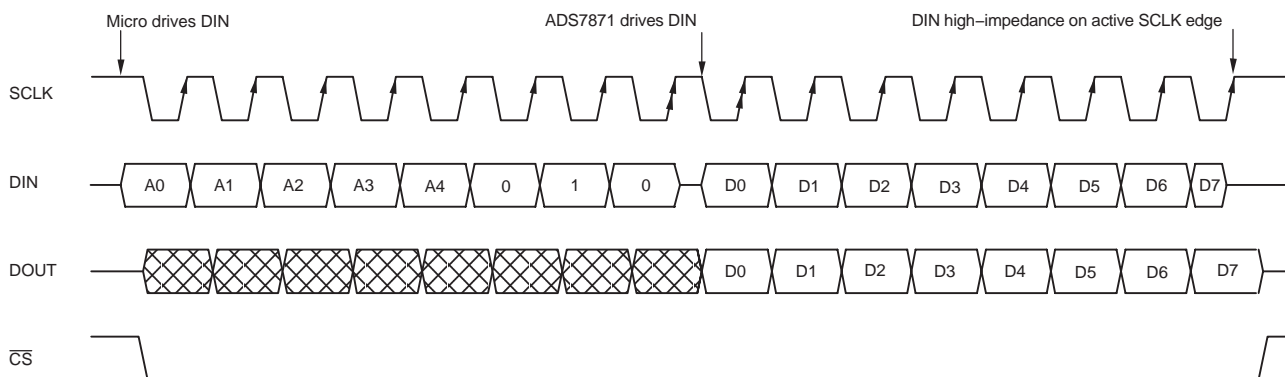 Micro drives DIN ADS7871 drives DIN DIN high−impedance on active SCLK edge
SCLK
DIN A0 A1 A2 A3 A4 0 1 0 D0 D1 D2 D3 D4 D5 D6 D7
DOUT D0 D1 D2 D3 D4 D5 D6 D7
CS